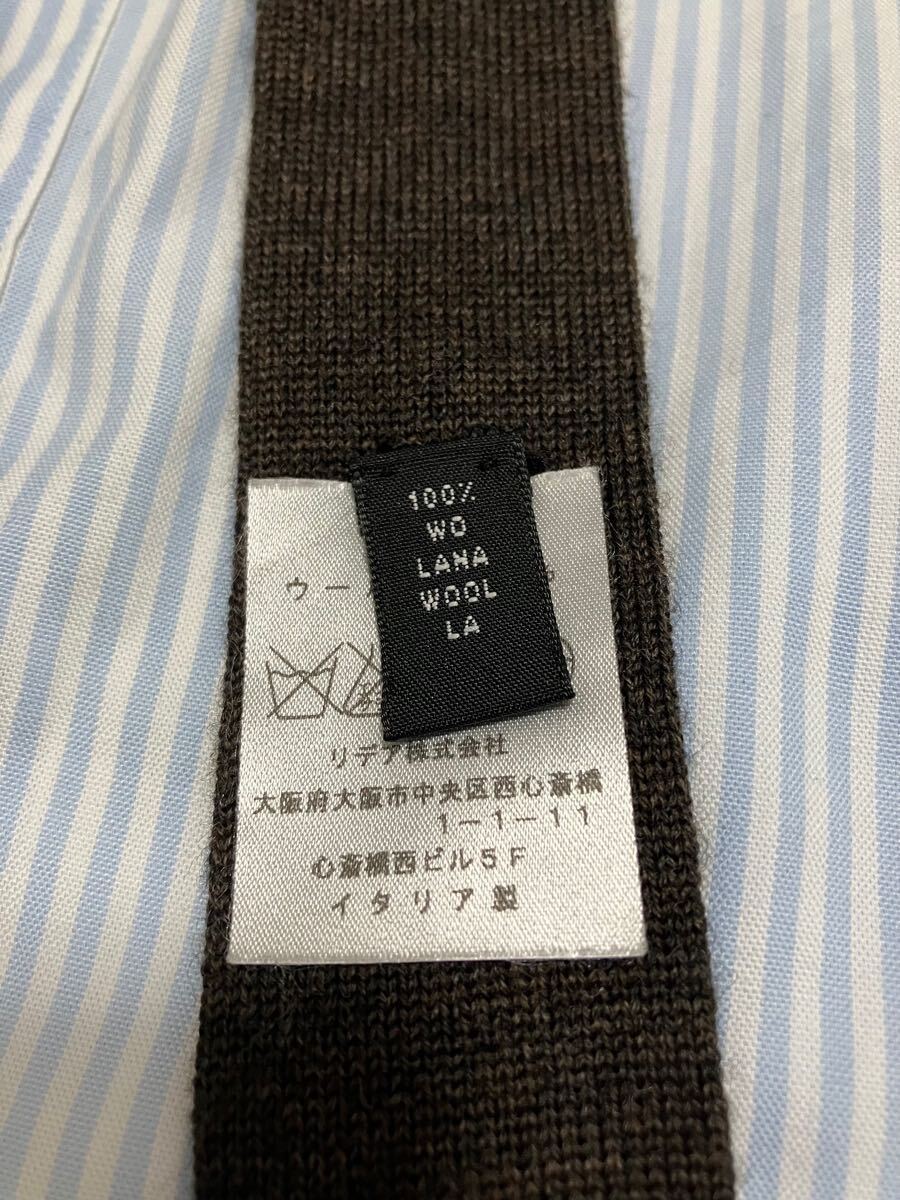 100%
WO
LANA
WOOL
LA
ウー
リデア株式会社
大阪府大阪市中央区西心斎橋
1-1-11
心斎橋西ビル5F
イタリア製